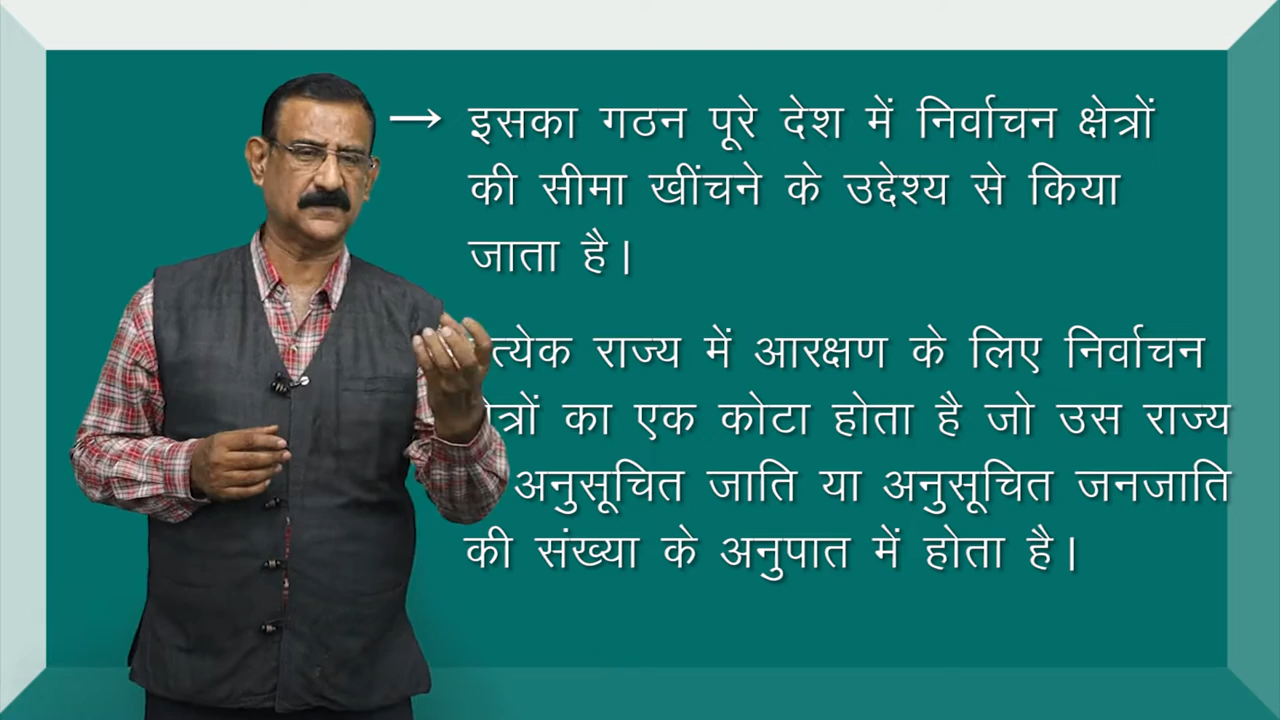 → इसका गठन पूरे देश में निर्वाचन क्षेत्रों
की सीमा खींचने के उद्देश्य से किया
जाता है।
राज्य में आरक्षण के लिए निर्वाचन
का एक कोटा होता है जो उस राज्य
अनुसूचित जाति या अनुसूचित जनजाति
की संख्या के अनुपात में होता है।